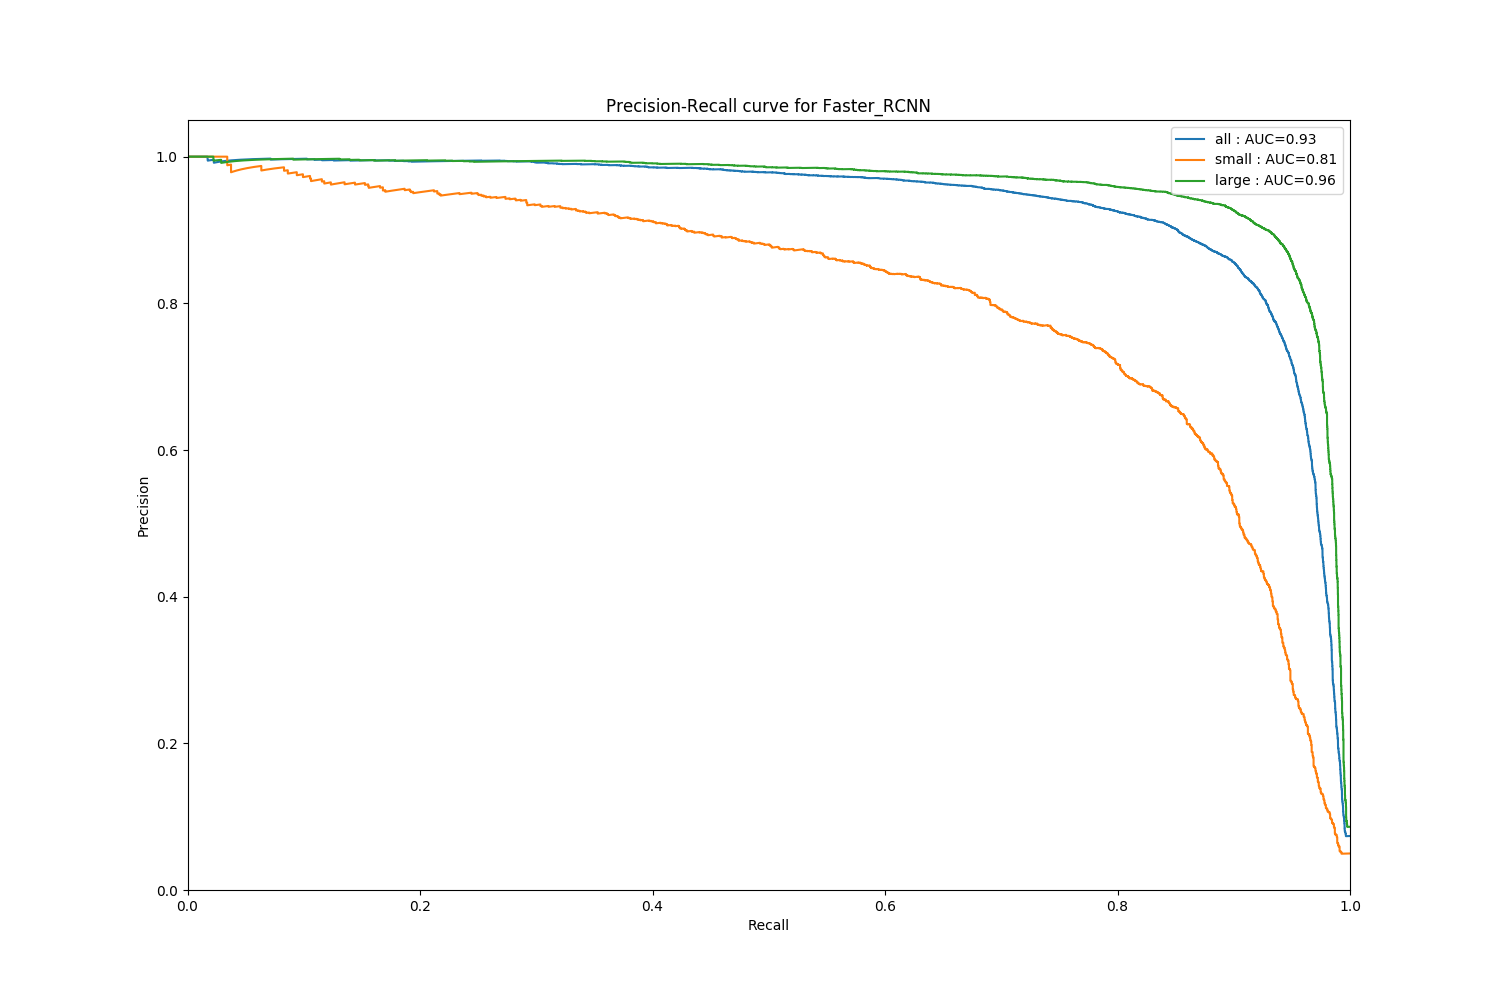 Precision-Recall curve for Faster_RCNN
all : AUC=0.93
small : AUC=0.81
large : AUC=0.96
1.0
0.8
0.6
0.4
0.2
0.0
Precision
0.0 0.2 0.4 0.6 0.8 1.0
Recall